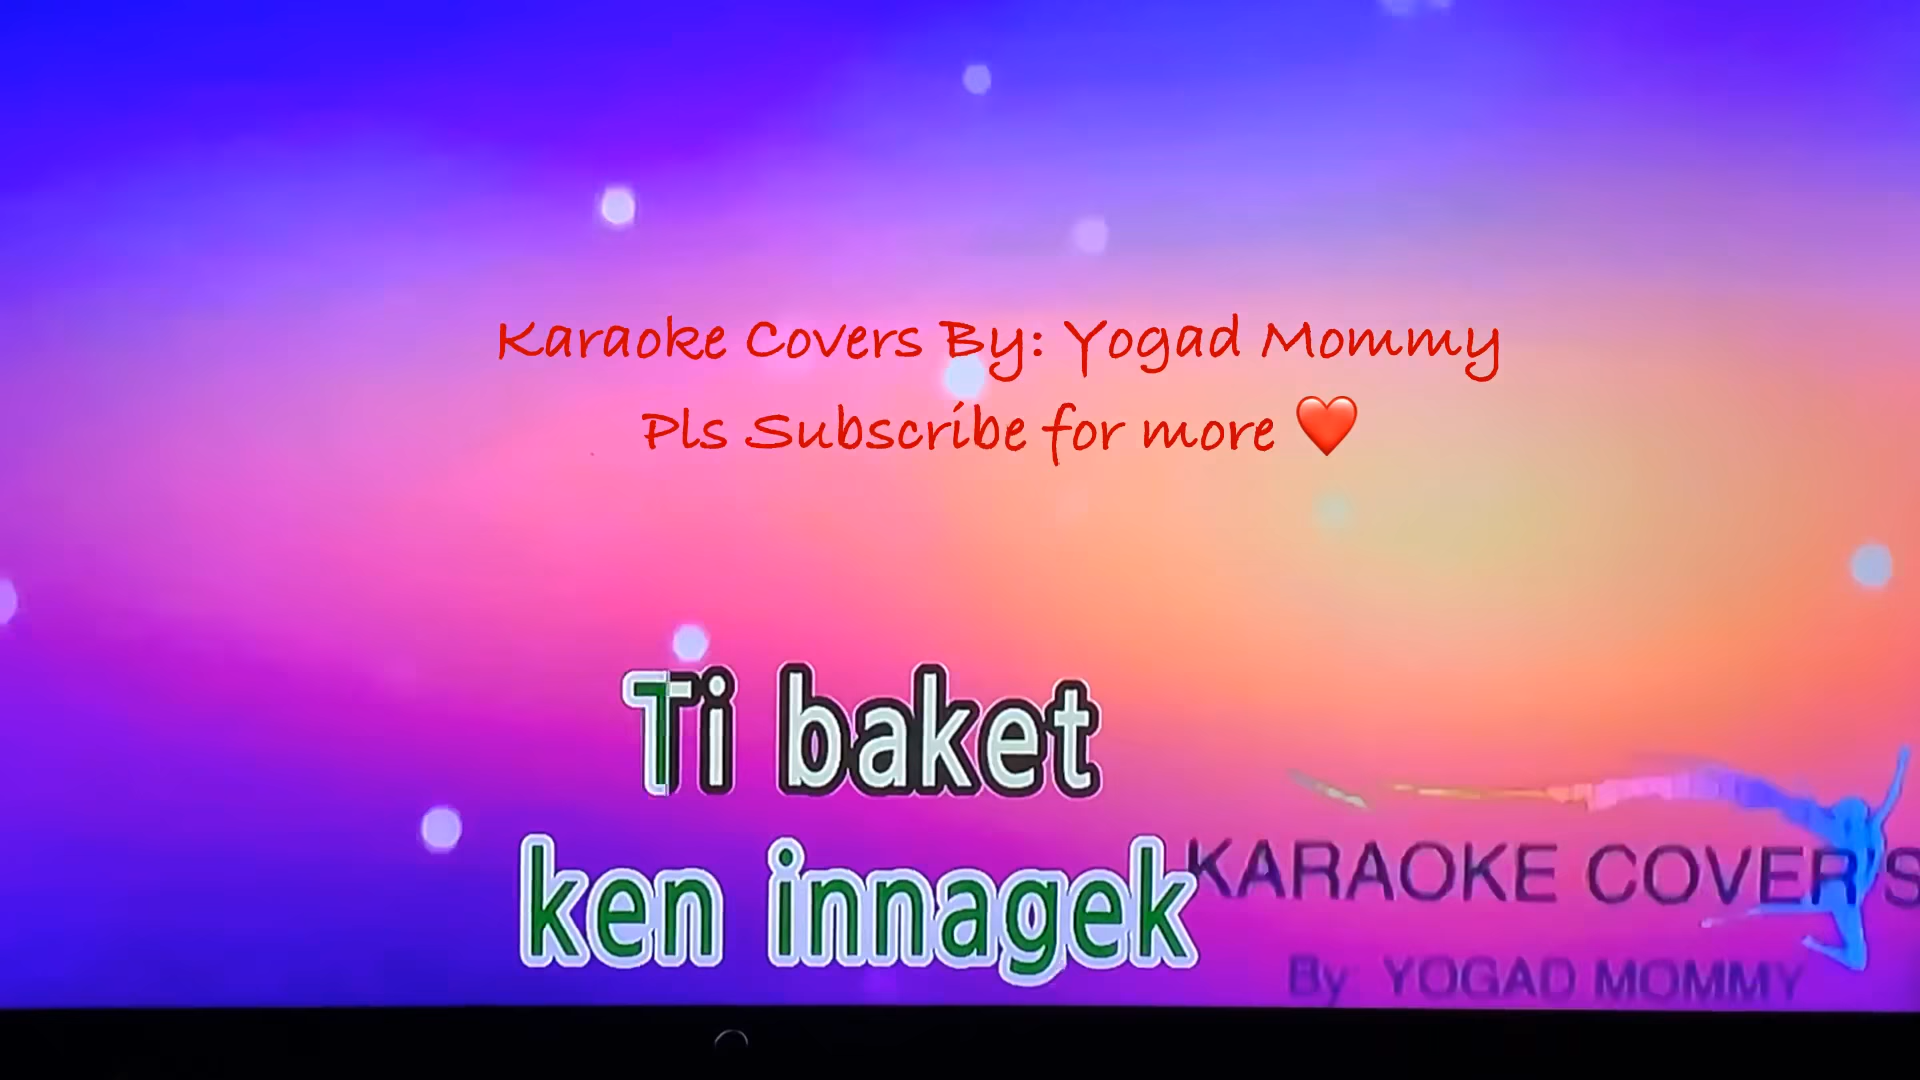 Karaoke Covers By: Yogad Mommy
Pls Subscribe for more ❤️
Ti baket
ken innagek
KARAOKE COVER'S
By YOGAD MOMMY